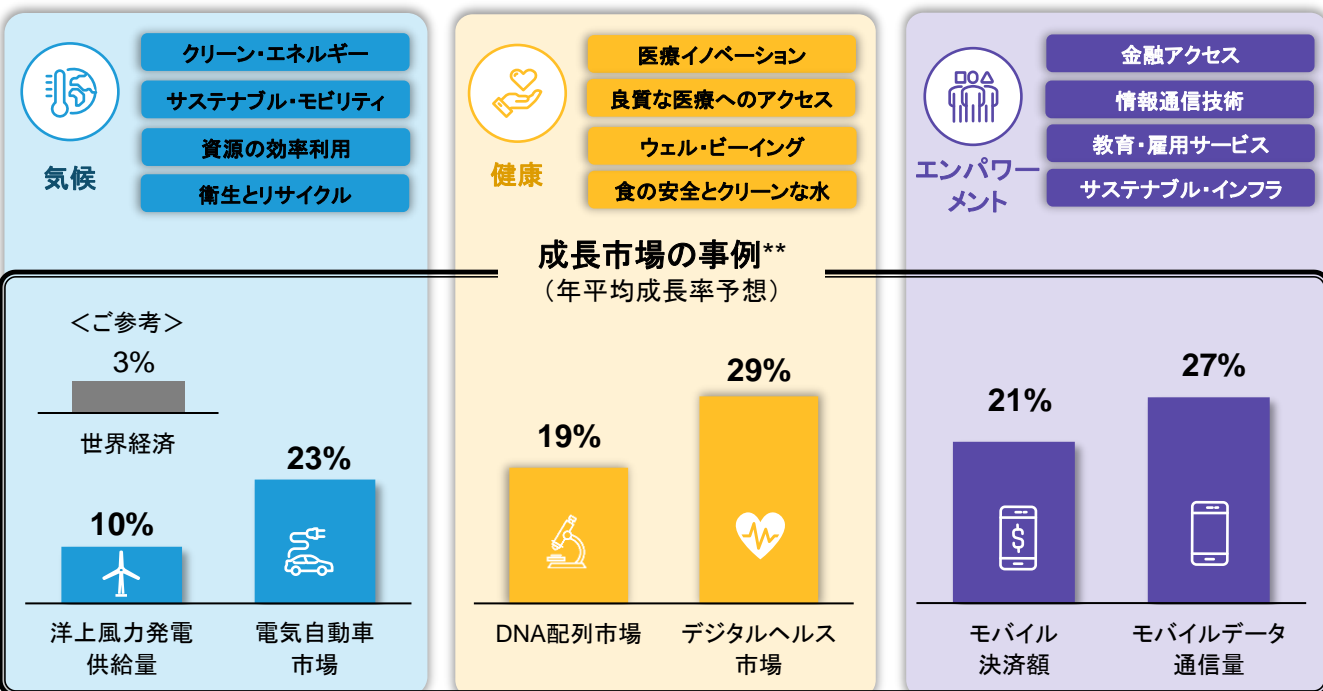 気候
クリーン・エネルギー
サステナブル・モビリティ
資源の効率利用
衛生とリサイクル
健康
医療イノベーション
良質な医療へのアクセス
ウェル・ビーイング
食の安全とクリーンな水
エンパワー
メント
金融アクセス
情報通信技術
教育・雇用サービス
サステナブル・インフラ
成長市場の事例**
（年平均成長率予想）
＜ご参考＞
3%
世界経済
10%
洋上風力発電
供給量
23%
電気自動車
市場
19%
DNA配列市場
29%
デジタルヘルス
市場
21%
$
モバイル
決済額
27%
モバイルデータ
通信量